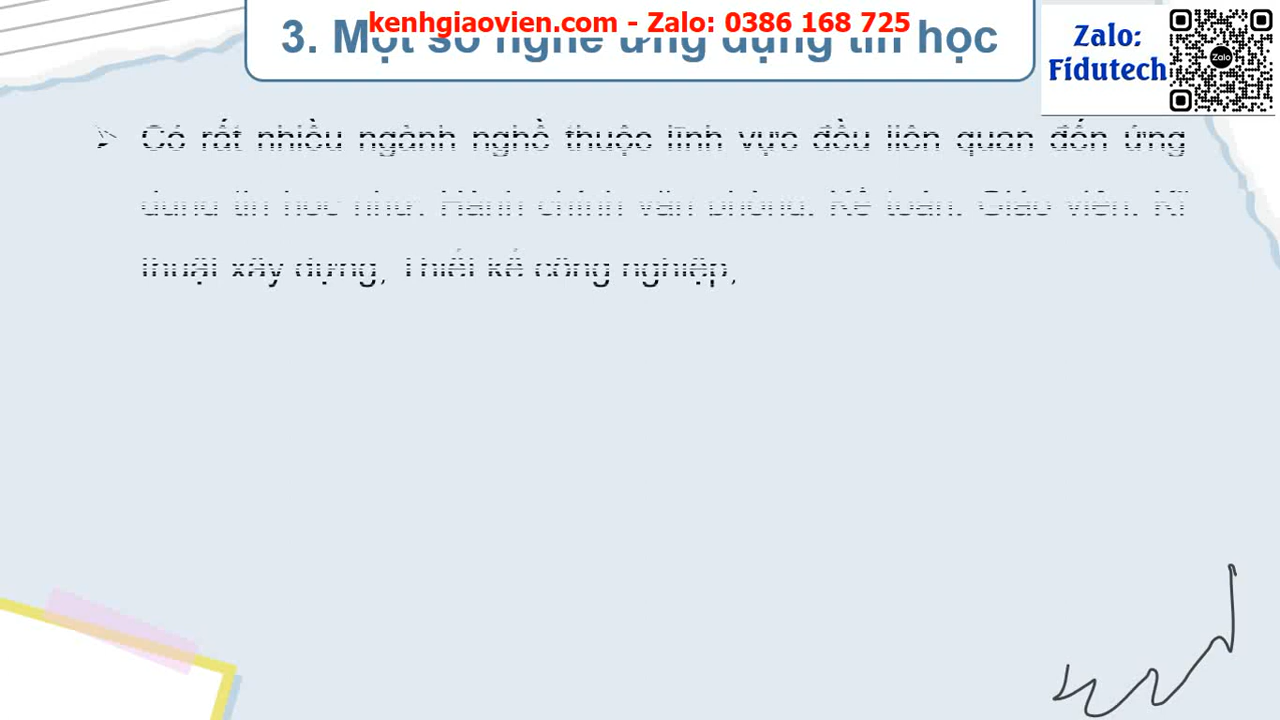 kenhgiaovien.com - Zalo: 0386 168 725
3. Một số nghề ứng dụng tin học
Zalo:
Fidutech
Zalo
Có rất nhiều ngành nghề thuộc lĩnh vực đều liên quan đến ứng
dụng tin học như: Hành chính văn phòng, Kế toán, Giáo viên, Kĩ
thuật xây dựng, Thiết kế công nghiệp,